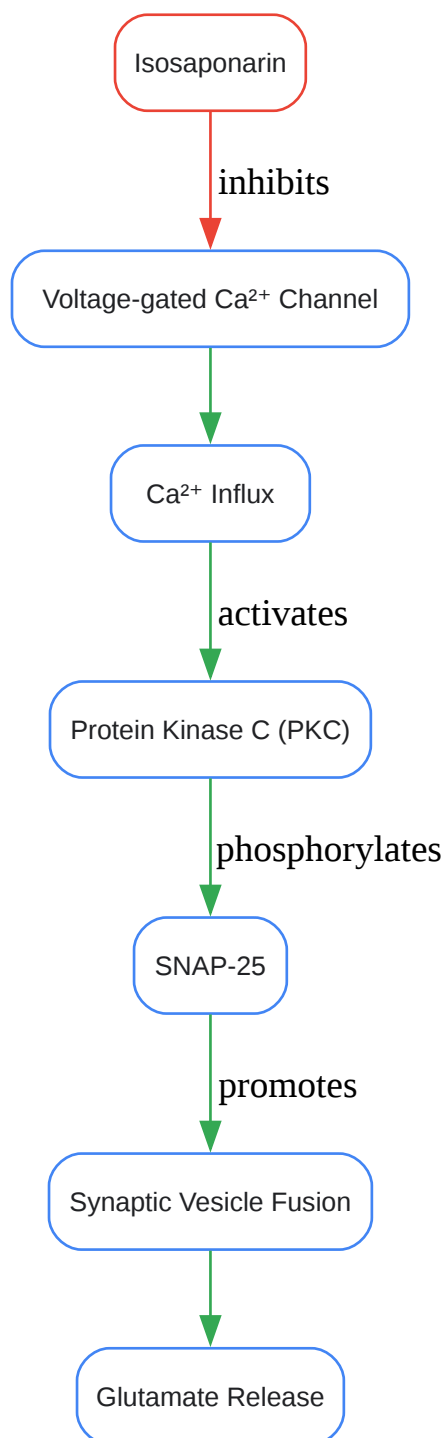 Isosaponarin
inhibits
Voltage-gated Ca²⁺ Channel
Ca²⁺ Influx
activates
Protein Kinase C (PKC)
phosphorylates
SNAP-25
promotes
Synaptic Vesicle Fusion
Glutamate Release